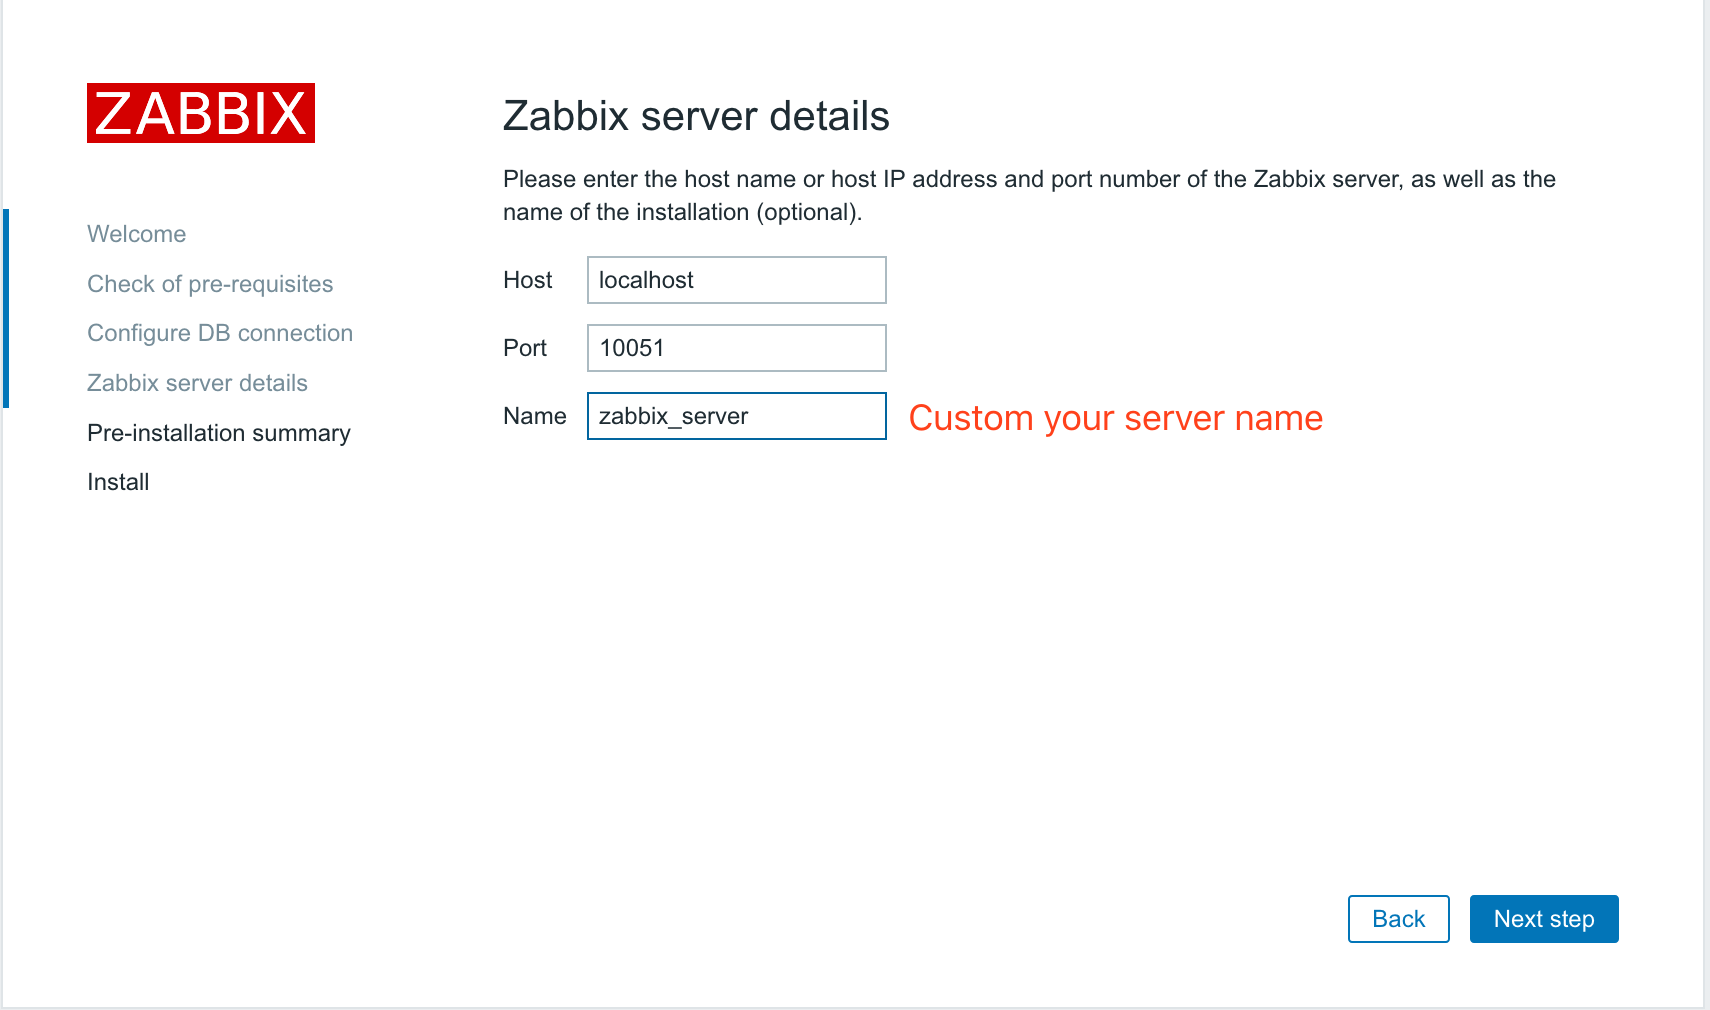 ZABBIX
Welcome
Check of pre-requisites
Configure DB connection
Zabbix server details
Pre-installation summary
Install
Zabbix server details
Please enter the host name or host IP address and port number of the Zabbix server, as well as the
name of the installation (optional).
Host localhost
Port 10051
Name zabbix_server Custom your server name
Back Next step